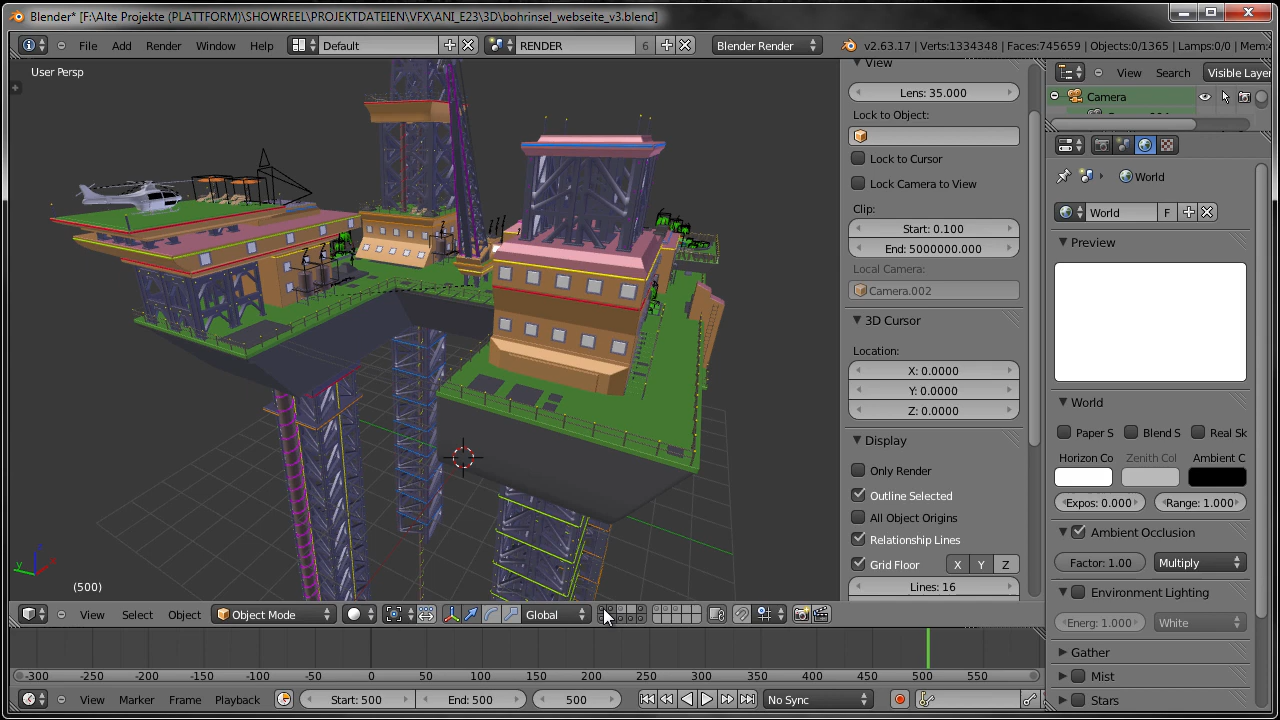 Blender* [F:\Alte Projekte (PLATTFORM)\SHOWREEL\PROJEKTDATEIEN\VFX\ANI_E23\3D\bohrinsel_webseite_v3.blend]
File Add Render Window Help Default RENDER 6 Blender Render v2.63.17 | Verts:1334348 | Faces:745659 | Objects:0/1365 | Lamps:0/0 | Mem:
User Persp
View
Lens: 35.000
Lock to Object:
Lock to Cursor
Lock Camera to View
Clip:
Start: 0.100
End: 5000000.000
Local Camera:
Camera.002
3D Cursor
Location:
X: 0.0000
Y: 0.0000
Z: 0.0000
Display
Only Render
Outline Selected
All Object Origins
Relationship Lines
Grid Floor X Y Z
Lines: 16
View Search Visible Layer
Camera
World
World F
Preview
World
Paper S Blend S Real Sk
Horizon Co Zenith Col Ambient C
Expos: 0.000 Range: 1.000
Ambient Occlusion
Factor: 1.00 Multiply
Environment Lighting
Energ: 1.000 White
Gather
Mist
Stars
(500)
View Select Object Object Mode Global
-300 -250 -200 -150 -100 -50 0 50 100 150 200 250 300 350 400 450 500 550
View Marker Frame Playback Start: 500 End: 500 500 No Sync